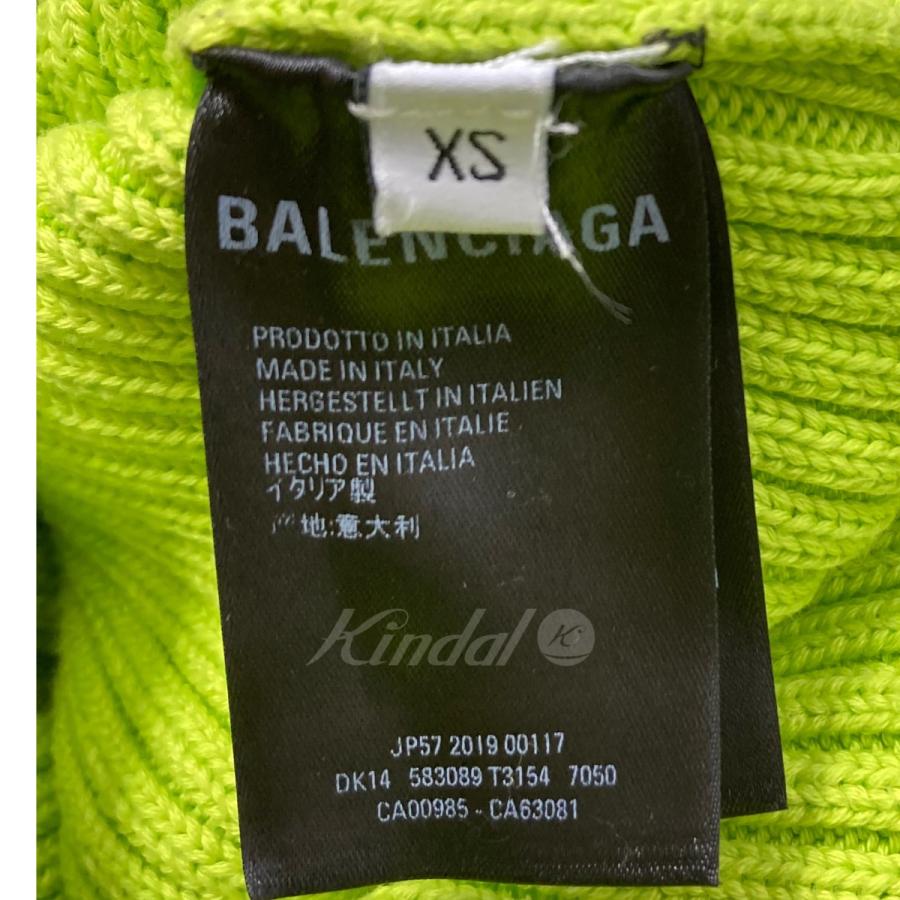 XS
BALENCIAGA
PRODOTTO IN ITALIA
MADE IN ITALY
HERGESTELLT IN ITALIEN
FABRIQUE EN ITALIE
HECHO EN ITALIA
イタリア製
产地:意大利
Kindal K
JP57 2019 00117
DK14 583089 T3154 7050
CA00985 - CA63081